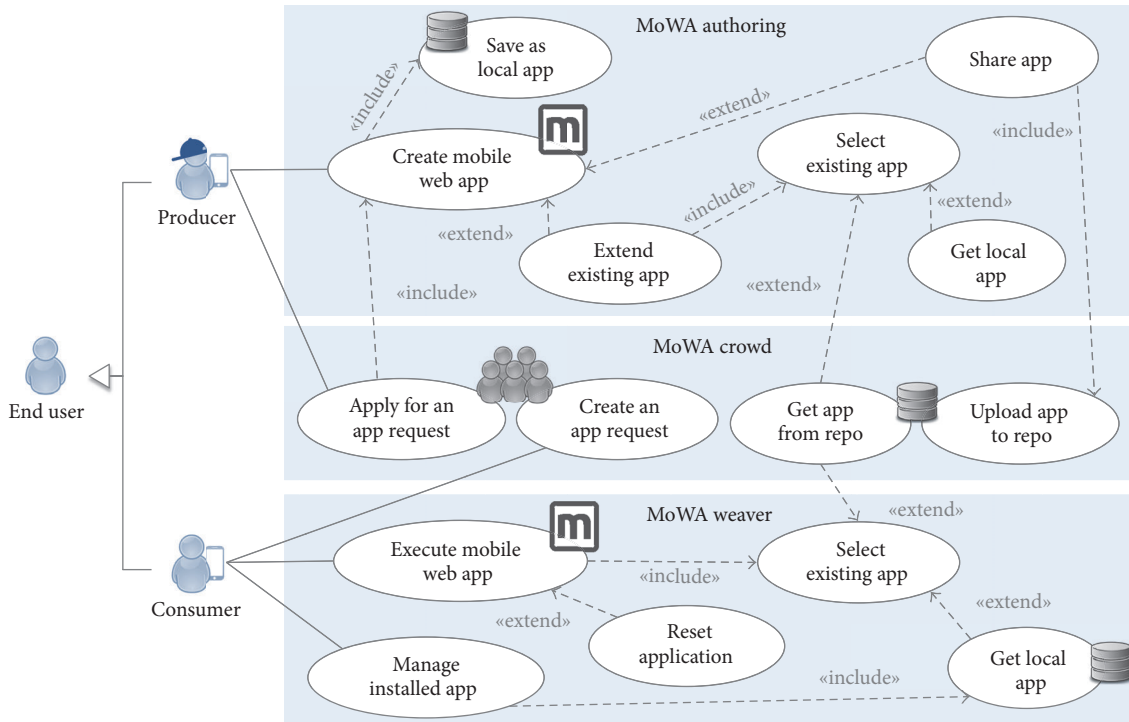 MoWA authoring
Save as
local app
Share app
«include»
«extend»
«include»
m
Create mobile
web app
Select
existing app
Producer
«include»
«extend»
«extend»
Extend
existing app
Get local
app
«include»
«extend»
MoWA crowd
End user
Apply for an
app request
Create an
app request
Get app
from repo
Upload app
to repo
MoWA weaver
«extend»
m
Execute mobile
web app
«include»
Select
existing app
Consumer
«extend»
«extend»
Reset
application
Manage
installed app
«include»
Get local
app